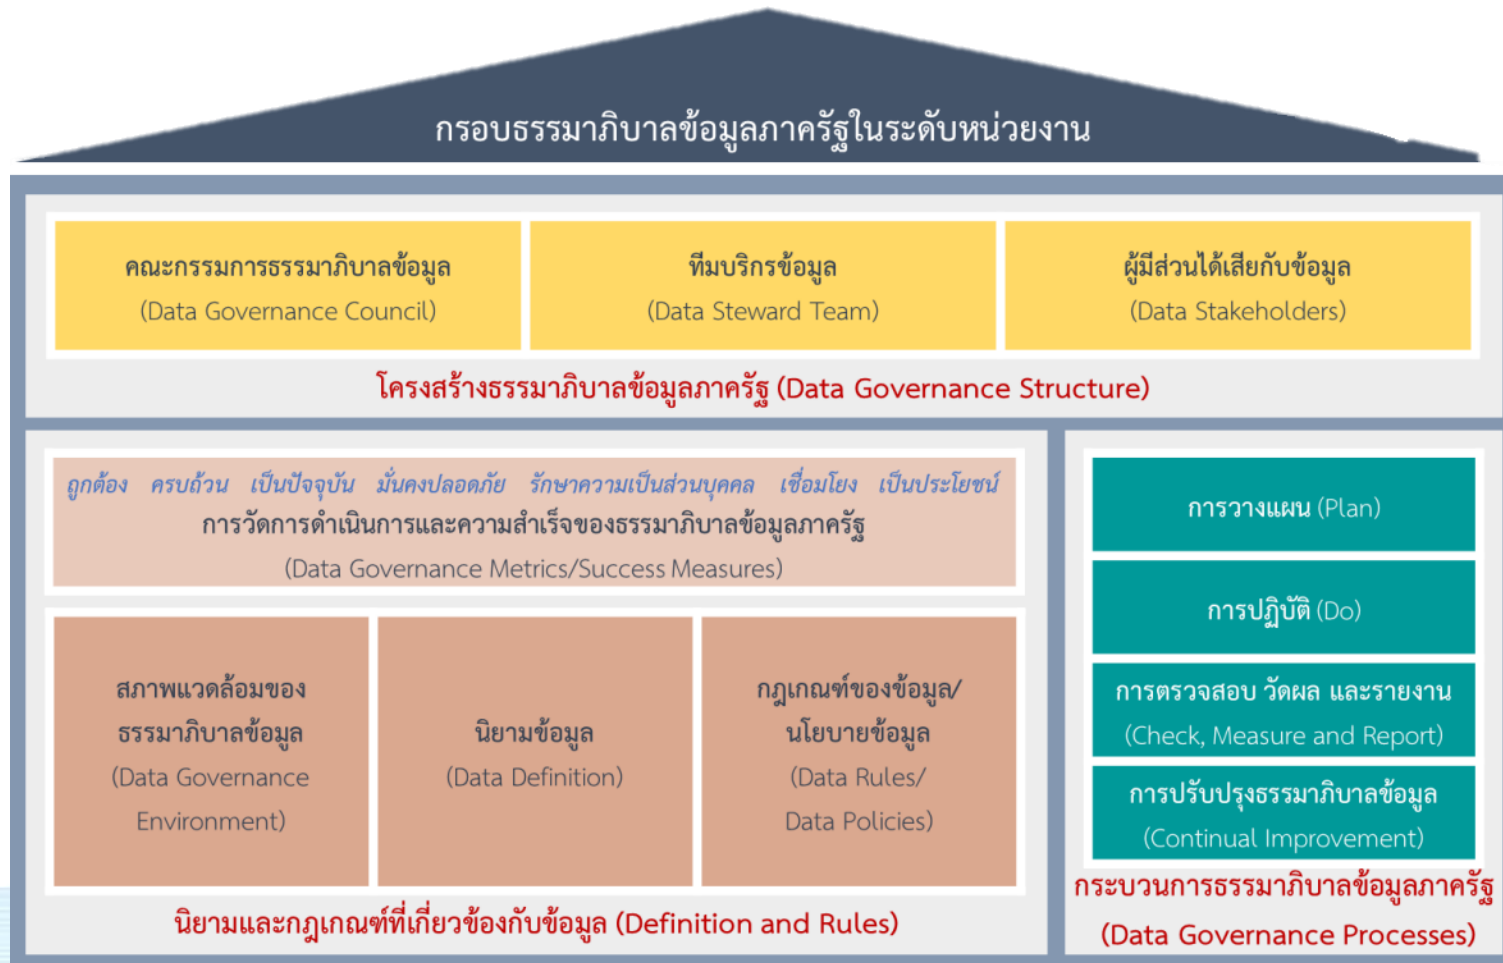 กรอบธรรมาภิบาลข้อมูลภาครัฐในระดับหน่วยงาน
คณะกรรมการธรรมาภิบาลข้อมูล
(Data Governance Council)
ทีมบริกรข้อมูล
(Data Steward Team)
ผู้มีส่วนได้เสียกับข้อมูล
(Data Stakeholders)
โครงสร้างธรรมาภิบาลข้อมูลภาครัฐ (Data Governance Structure)
ถูกต้อง ครบถ้วน เป็นปัจจุบัน มั่นคงปลอดภัย รักษาความเป็นส่วนบุคคล เชื่อมโยง เป็นประโยชน์
การวัดการดำเนินการและความสำเร็จของธรรมาภิบาลข้อมูลภาครัฐ
(Data Governance Metrics/Success Measures)
สภาพแวดล้อมของ
ธรรมาภิบาลข้อมูล
(Data Governance
Environment)
นิยามข้อมูล
(Data Definition)
กฎเกณฑ์ของข้อมูล/
นโยบายข้อมูล
(Data Rules/
Data Policies)
นิยามและกฎเกณฑ์ที่เกี่ยวข้องกับข้อมูล (Definition and Rules)
การวางแผน (Plan)
การปฏิบัติ (Do)
การตรวจสอบ วัดผล และรายงาน
(Check, Measure and Report)
การปรับปรุงธรรมาภิบาลข้อมูล
(Continual Improvement)
กระบวนการธรรมาภิบาลข้อมูลภาครัฐ
(Data Governance Processes)